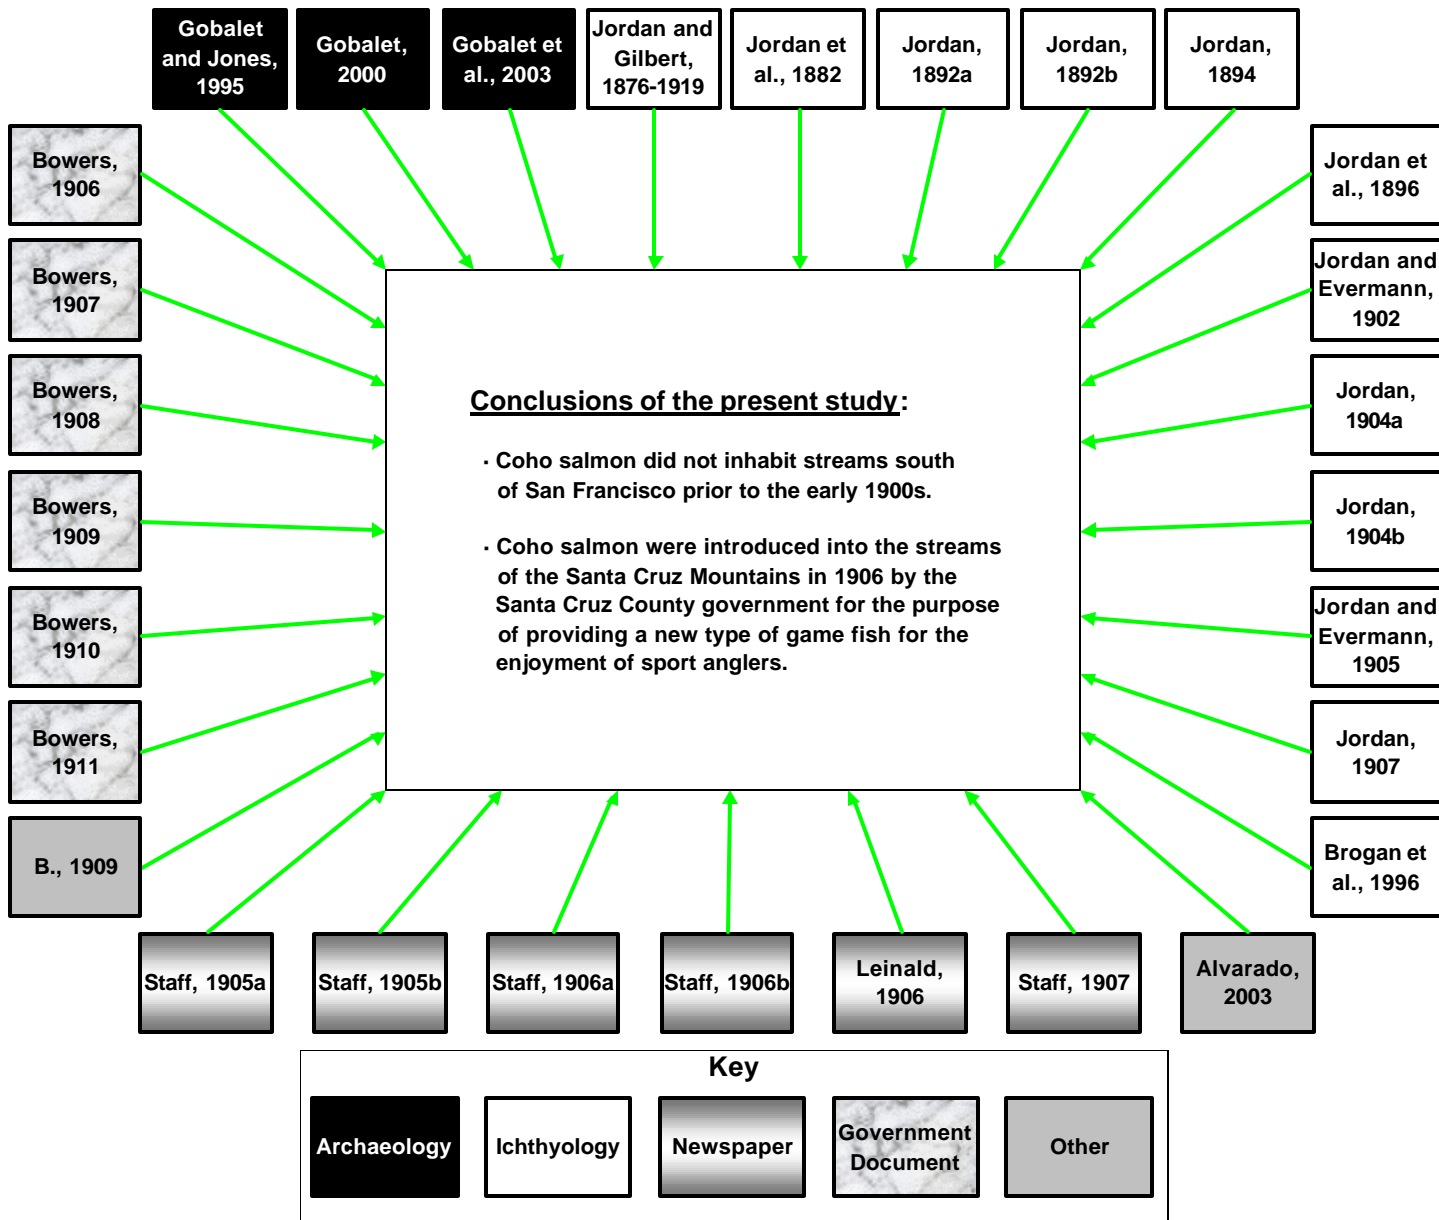 Gobalet
and Jones,
1995
Gobalet,
2000
Gobalet et
al., 2003
Jordan and
Gilbert,
1876-1919
Jordan et
al., 1882
Jordan,
1892a
Jordan,
1892b
Jordan,
1894
Bowers,
1906
Bowers,
1907
Bowers,
1908
Bowers,
1909
Bowers,
1910
Bowers,
1911
B., 1909
Conclusions of the present study:
· Coho salmon did not inhabit streams south
of San Francisco prior to the early 1900s.
· Coho salmon were introduced into the streams
of the Santa Cruz Mountains in 1906 by the
Santa Cruz County government for the purpose
of providing a new type of game fish for the
enjoyment of sport anglers.
Jordan et
al., 1896
Jordan and
Evermann,
1902
Jordan,
1904a
Jordan,
1904b
Jordan and
Evermann,
1905
Jordan,
1907
Brogan et
al., 1996
Staff, 1905a
Staff, 1905b
Staff, 1906a
Staff, 1906b
Leinald,
1906
Staff, 1907
Alvarado,
2003
Key
Archaeology
Ichthyology
Newspaper
Government
Document
Other